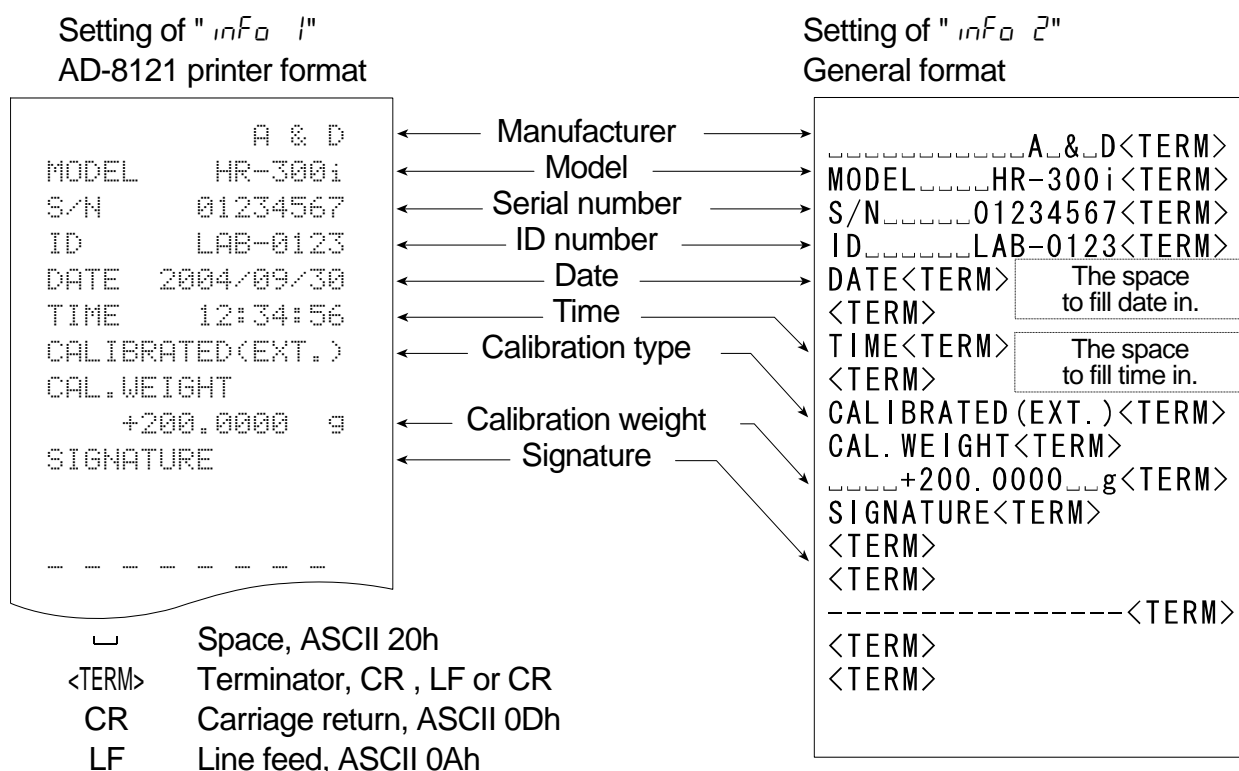 Setting of " inFo 1"
AD-8121 printer format
A & D
MODEL HR-300i
S/N 01234567
ID LAB-0123
DATE 2004/09/30
TIME 12:34:56
CALIBRATED(EXT.)
CAL.WEIGHT
+200.0000 g
SIGNATURE
_ _ _ _ _ _ _ _
Manufacturer
Model
Serial number
ID number
Date
Time
Calibration type
Calibration weight
Signature
Setting of " inFo 2"
General format
␣␣␣␣␣␣␣␣␣␣␣A␣&␣D<TERM>
MODEL␣␣␣␣HR-300i<TERM>
S/N␣␣␣␣␣01234567<TERM>
ID␣␣␣␣␣␣LAB-0123<TERM>
DATE<TERM>
The space
to fill date in.
<TERM>
TIME<TERM>
The space
to fill time in.
<TERM>
CALIBRATED(EXT.)<TERM>
CAL.WEIGHT<TERM>
␣␣␣␣+200.0000␣␣g<TERM>
SIGNATURE<TERM>
<TERM>
<TERM>
----------------<TERM>
<TERM>
<TERM>
␣ Space, ASCII 20h
<TERM> Terminator, CR , LF or CR
CR Carriage return, ASCII 0Dh
LF Line feed, ASCII 0Ah